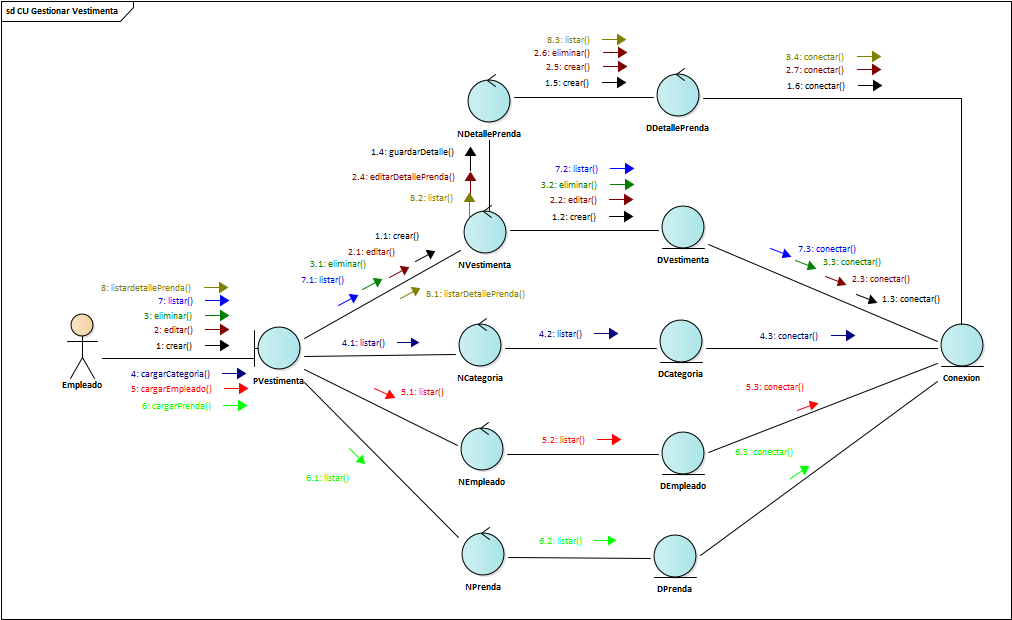 sd CU Gestionar Vestimenta
8.3: listar()
2.6: eliminar()
2.5: crear()
1.5: crear()
8.4: conectar()
2.7: conectar()
1.6: conectar()
NDetallePrenda
DDetallePrenda
1.4: guardarDetalle()
2.4: editarDetallePrenda()
8.2: listar()
7.2: listar()
3.2: eliminar()
2.2: editar()
1.2: crear()
1.1: crear()
2.1: editar()
3.1: eliminar()
7.1: listar()
8.1: listarDetallePrenda()
NVestimenta
DVestimenta
7.3: conectar()
3.3: conectar()
2.3: conectar()
1.3: conectar()
8: listardetallePrenda()
7: listar()
3: eliminar()
2: editar()
1: crear()
Empleado
4: cargarCategoria()
5: cargarEmpleado()
6: cargarPrenda()
PVestimenta
4.1: listar()
NCategoria
4.2: listar()
DCategoria
4.3: conectar()
Conexion
5.1: listar()
5.3: conectar()
5.2: listar()
NEmpleado
DEmpleado
6.3: conectar()
6.1: listar()
6.2: listar()
NPrenda
DPrenda